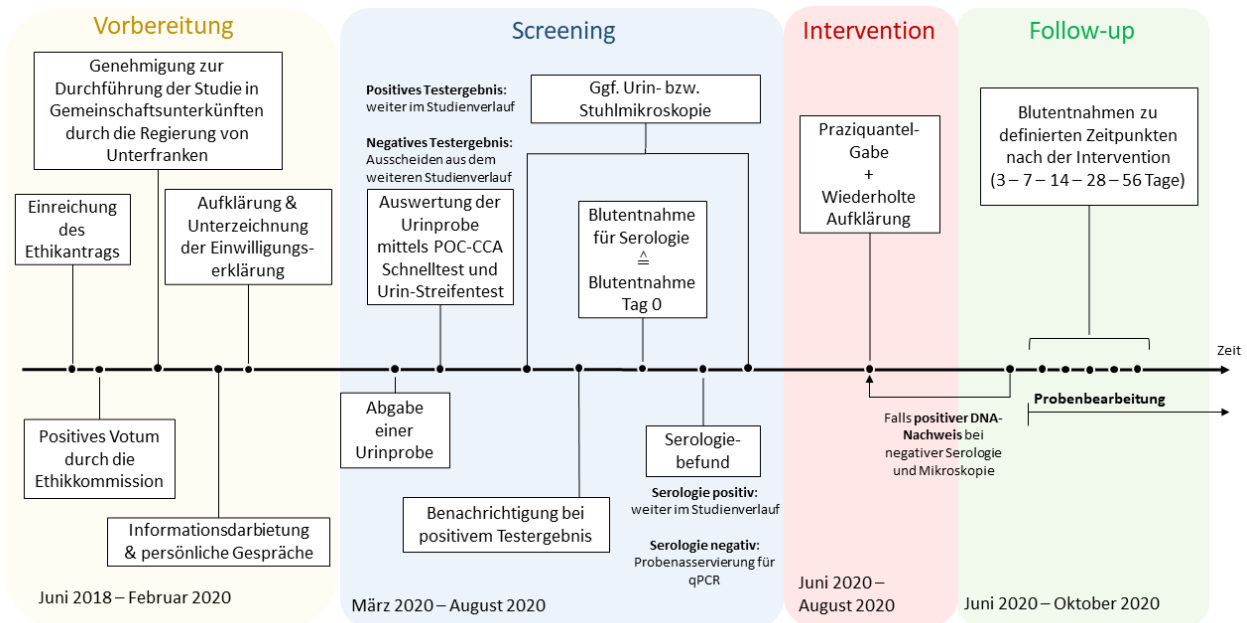 Vorbereitung
Genehmigung zur
Durchführung der Studie in
Gemeinschaftsunterkünften
durch die Regierung von
Unterfranken
Einreichung
des
Ethikantrags
Aufklärung &
Unterzeichnung
der Einwilligungs-
erklärung
Positives Votum
durch die
Ethikkommission
Informationsdarbietung
& persönliche Gespräche
Juni 2018 – Februar 2020
Screening
Positives Testergebnis:
weiter im Studienverlauf
Negatives Testergebnis:
Ausscheiden aus dem
weiteren Studienverlauf
Ggf. Urin- bzw.
Stuhlmikroskopie
Auswertung der
Urinprobe
mittels POC-CCA
Schnelltest und
Urin-Streifentest
Blutentnahme
für Serologie
≙
Blutentnahme
Tag 0
Abgabe
einer
Urinprobe
Benachrichtigung bei
positivem Testergebnis
Serologie-
befund
Serologie positiv:
weiter im Studienverlauf
Serologie negativ:
Probenasservierung für
qPCR
März 2020 – August 2020
Intervention
Praziquantel-
Gabe
+
Wiederholte
Aufklärung
Falls positiver DNA-
Nachweis bei
negativer Serologie
und Mikroskopie
Juni 2020 –
August 2020
Follow-up
Blutentnahmen zu
definierten Zeitpunkten
nach der Intervention
(3 – 7 – 14 – 28 – 56 Tage)
Zeit
Probenbearbeitung
Juni 2020 – Oktober 2020